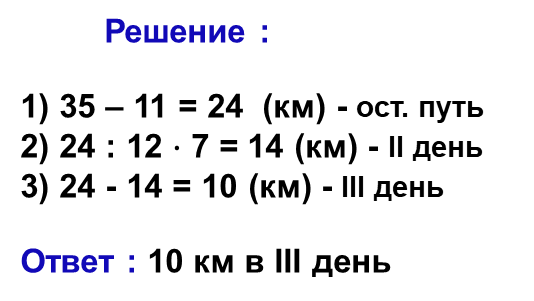 Решение :
1) 35 – 11 = 24 (км) - ост. путь
2) 24 : 12 · 7 = 14 (км) - II день
3) 24 - 14 = 10 (км) - III день
Ответ : 10 км в III день